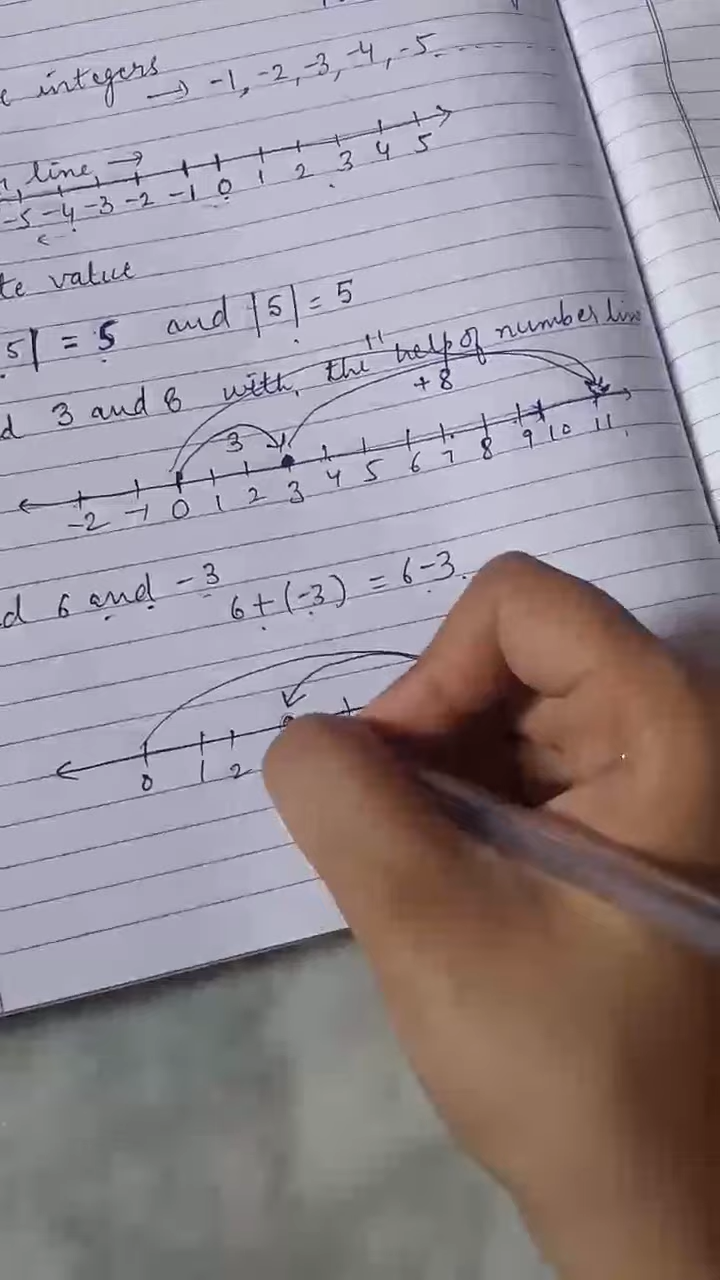 integers → -1, -2, -3, -4, -5......
line →
-5 -4 -3 -2 -1 0 1 2 3 4 5
←
value
5| = 5 and |5| = 5
3 and 8 with the help of number line
11
+8
3
-2 -1 0 1 2 3 4 5 6 7 8 9 10 11
6 and -3
6+(-3) = 6-3
0 1 2